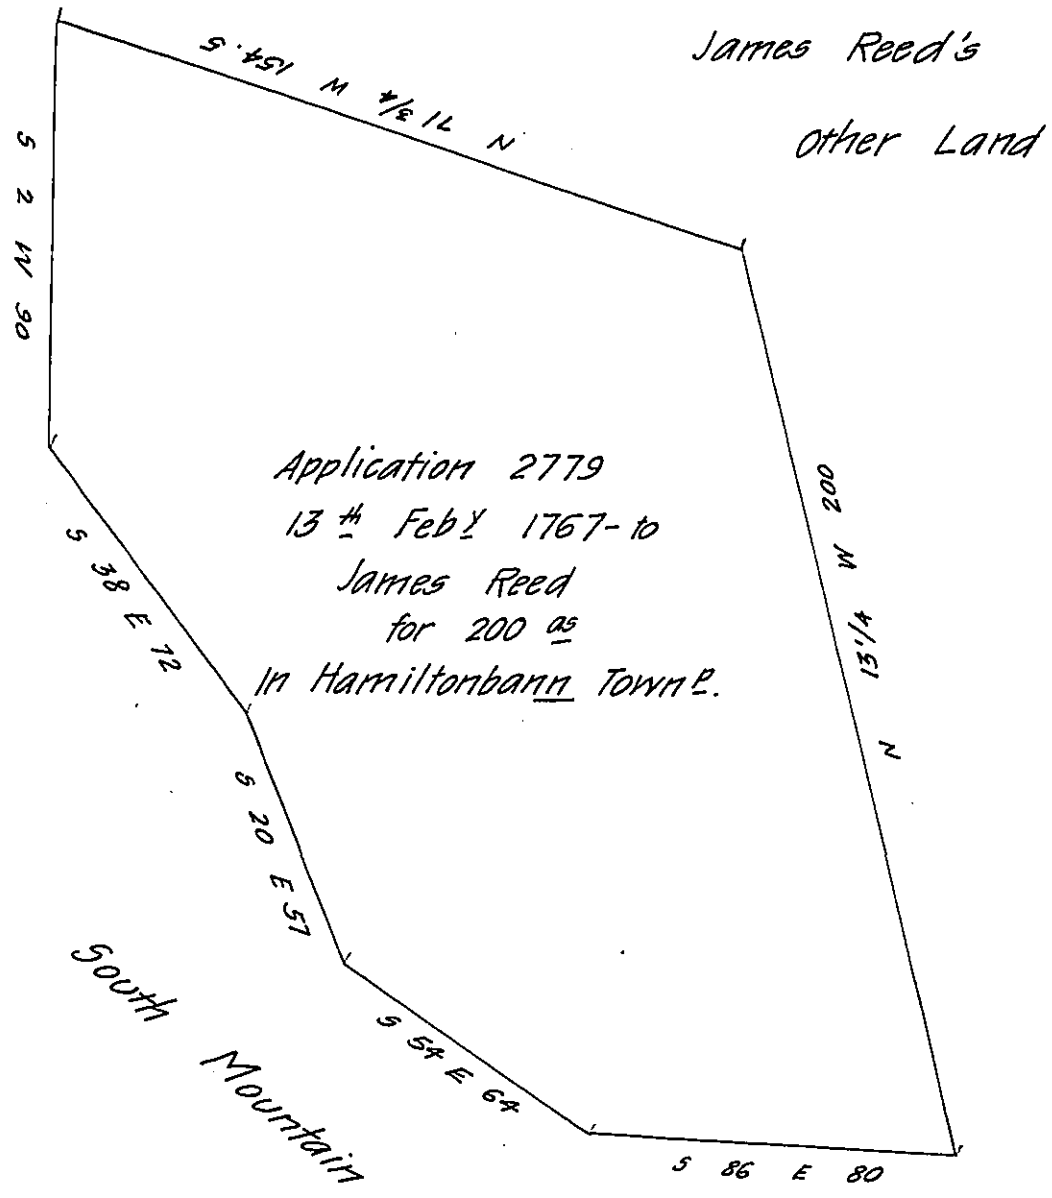 James Reed's
Other Land
N 71 3/4 W 154.5
S 2 W 90
S 38 E 72
S 20 E 57
S 54 E 64
S 86 E 80
N 13 1/4 W 200
Application 2779
13th Feby 1767- to
James Reed
for 200 as
In Hamiltonbann Townp.
South Mountain